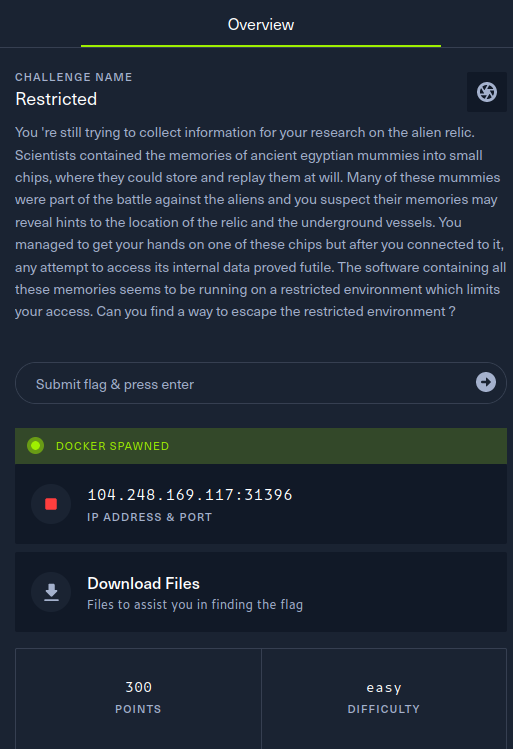 Overview
CHALLENGE NAME
Restricted
You 're still trying to collect information for your research on the alien relic.
Scientists contained the memories of ancient egyptian mummies into small
chips, where they could store and replay them at will. Many of these mummies
were part of the battle against the aliens and you suspect their memories may
reveal hints to the location of the relic and the underground vessels. You
managed to get your hands on one of these chips but after you connected to it,
any attempt to access its internal data proved futile. The software containing all
these memories seems to be running on a restricted environment which limits
your access. Can you find a way to escape the restricted environment ?
Submit flag & press enter
DOCKER SPAWNED
104.248.169.117:31396
IP ADDRESS & PORT
Download Files
Files to assist you in finding the flag
300
POINTS
easy
DIFFICULTY